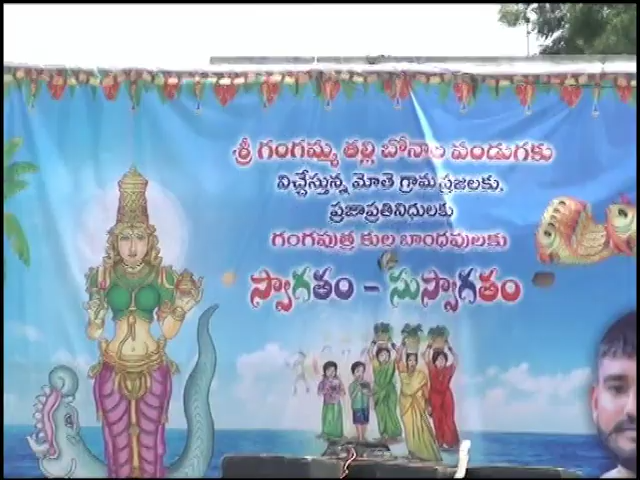 శ్రీ గంగమ్మ తల్లి బోనాల పండుగకు
విచ్చేస్తున్న మోతె గ్రామ ప్రజలకు,
ప్రజాప్రతినిధులకు
గంగపుత్ర కుల బాంధవులకు
స్వాగతం - సుస్వాగతం